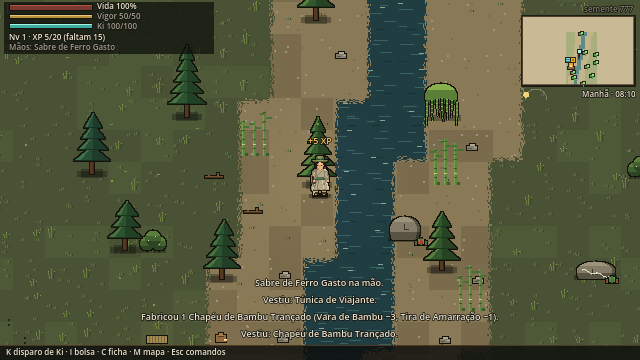 Vida 100%
Vigor 50/50
Ki 100/100
Nv 1 · XP 5/20 (faltam 15)
Mãos: Sabre de Ferro Gasto
semente 777
Manhã · 08:10
+5 XP
Sabre de Ferro Gasto na mão.
Vestiu: Túnica de Viajante.
Fabricou 1 Chapéu de Bambu Trançado (Vara de Bambu −3, Tira de Amarração −1).
Vestiu: Chapéu de Bambu Trançado.
K disparo de Ki · I bolsa · C ficha · M mapa · Esc comandos